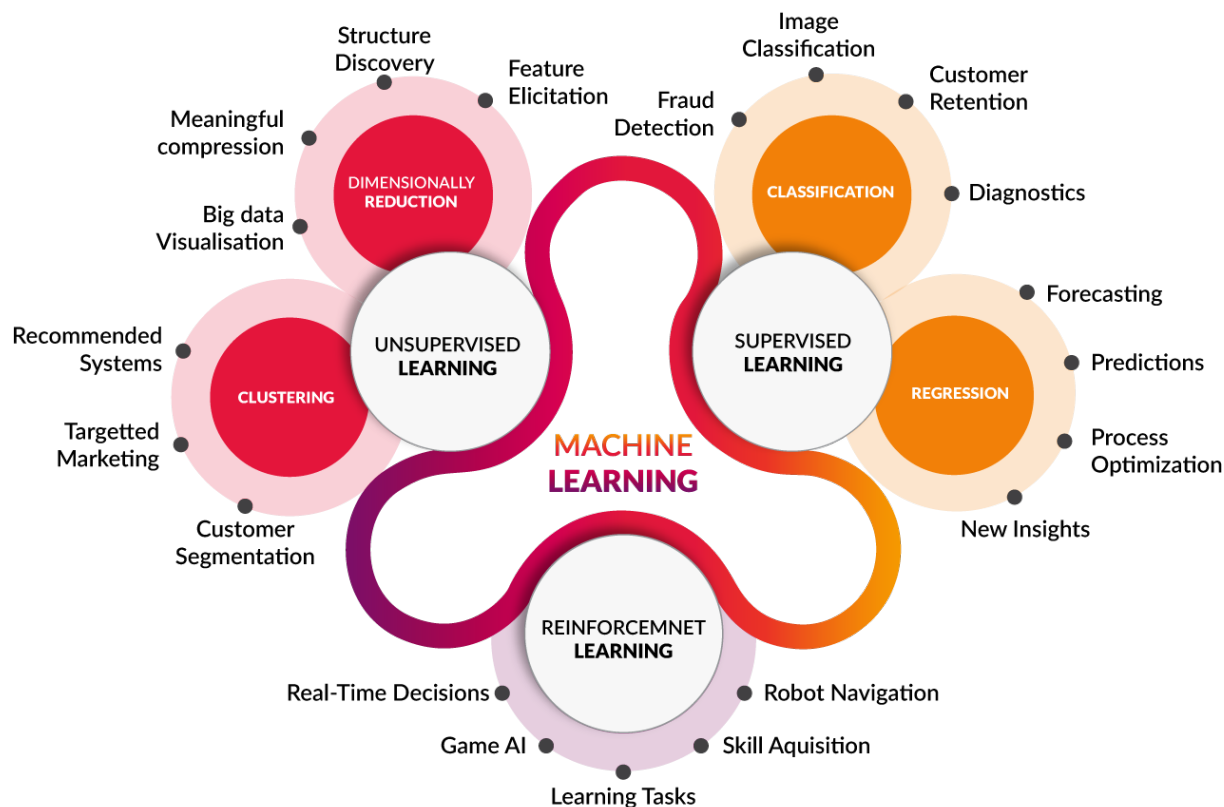 Structure
Discovery
Feature
Elicitation
Meaningful
compression
Big data
Visualisation
DIMENSIONALLY
REDUCTION
Recommended
Systems
Targetted
Marketing
Customer
Segmentation
CLUSTERING
UNSUPERVISED
LEARNING
Image
Classification
Customer
Retention
Fraud
Detection
Diagnostics
CLASSIFICATION
SUPERVISED
LEARNING
Forecasting
Predictions
Process
Optimization
New Insights
REGRESSION
MACHINE
LEARNING
REINFORCEMNET
LEARNING
Real-Time Decisions
Game AI
Learning Tasks
Skill Aquisition
Robot Navigation